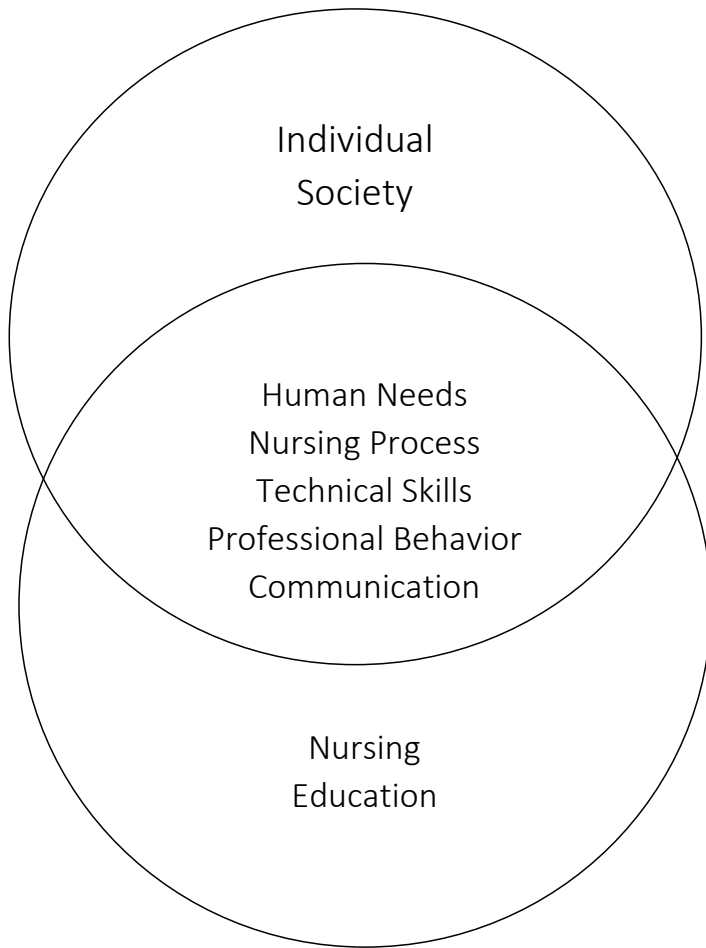 Individual
Society
Human Needs
Nursing Process
Technical Skills
Professional Behavior
Communication
Nursing
Education